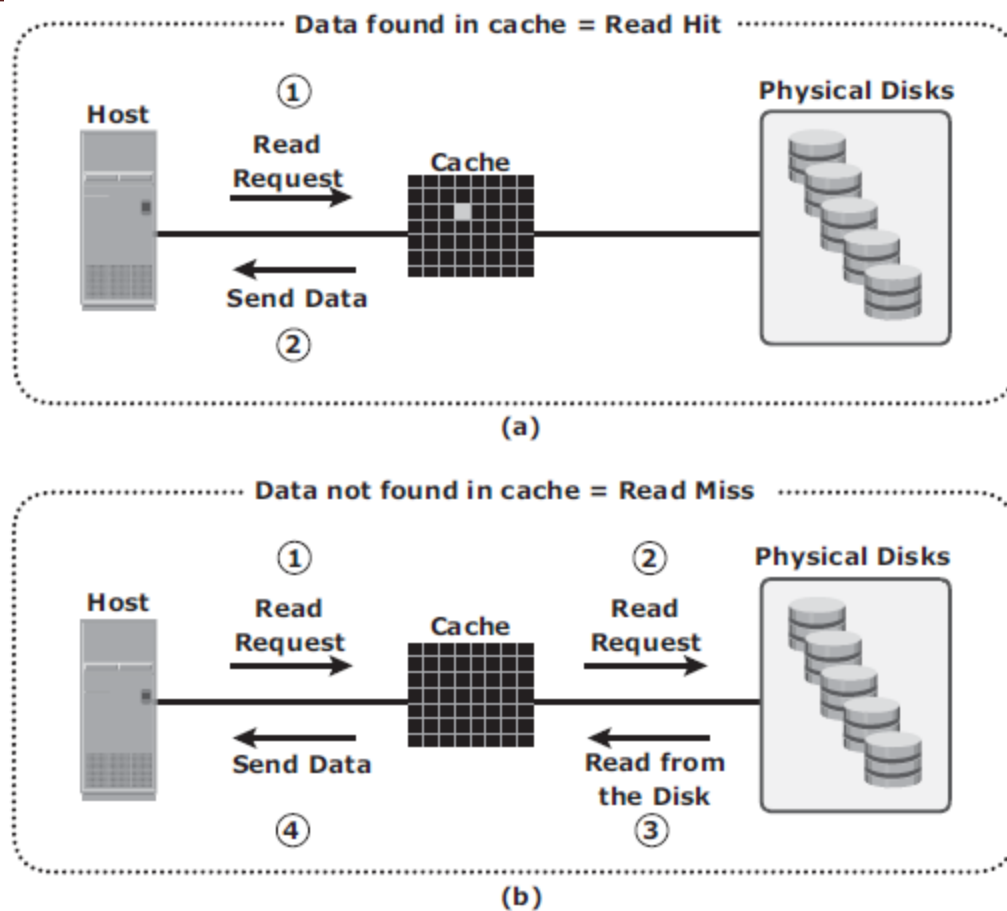 Data found in cache = Read Hit
①
Physical Disks
Host
Read
Request
Cache
Send Data
②
(a)
Data not found in cache = Read Miss
①
②
Physical Disks
Host
Read
Request
Cache
Read
Request
Send Data
Read from
the Disk
④
③
(b)